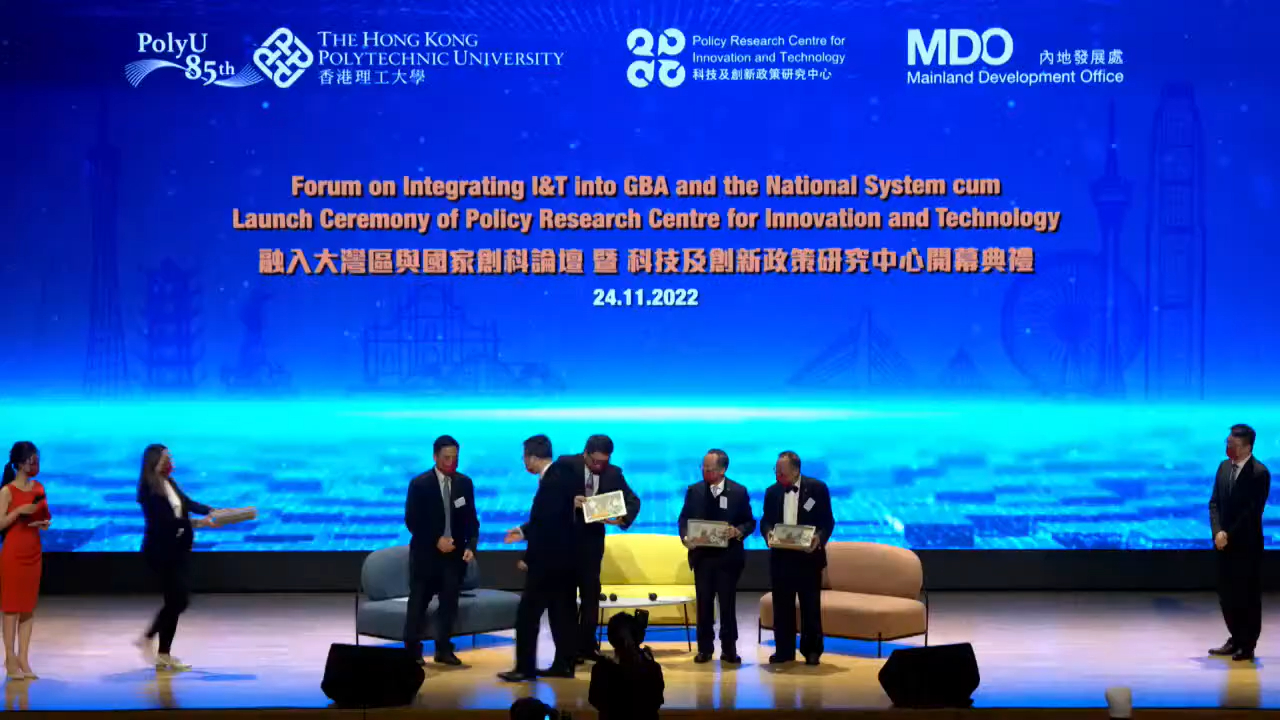 PolyU
85th
THE HONG KONG
POLYTECHNIC UNIVERSITY
香港理工大學
Policy Research Centre for
Innovation and Technology
科技及創新政策研究中心
MDO 內地發展處
Mainland Development Office
Forum on Integrating I&T into GBA and the National System cum
Launch Ceremony of Policy Research Centre for Innovation and Technology
融入大灣區與國家創科論壇 暨 科技及創新政策研究中心開幕典禮
24.11.2022